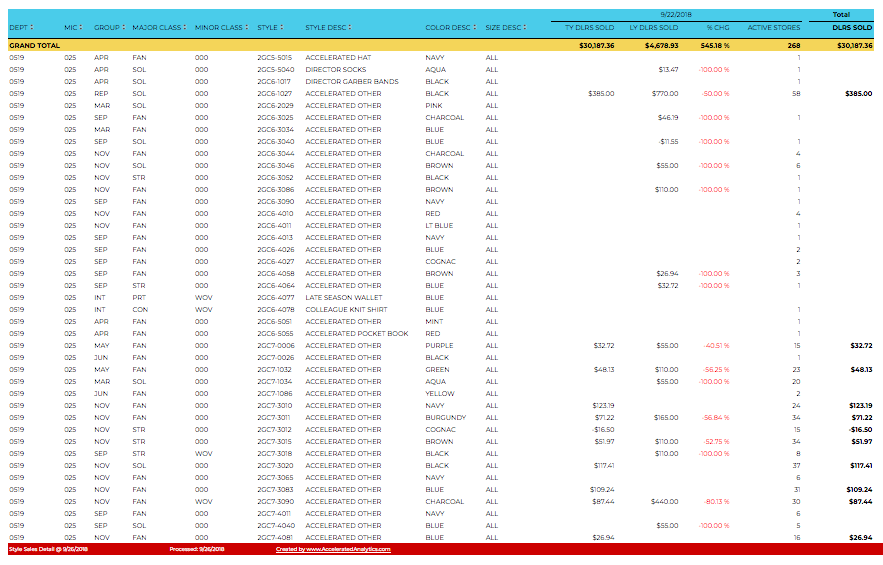 9/22/2018 Total
DEPT MIC GROUP MAJOR CLASS MINOR CLASS STYLE STYLE DESC COLOR DESC SIZE DESC TY DLRS SOLD LY DLRS SOLD % CHG ACTIVE STORES DLRS SOLD
GRAND TOTAL $30,187.36 $4,678.93 545.18 % 268 $30,187.36
0519 025 APR FAN 000 2GC5-5015 ACCELERATED HAT NAVY ALL 1
0519 025 APR SOL 000 2GC5-5040 DIRECTOR SOCKS AQUA ALL $13.47 -100.00 % 1
0519 025 APR SOL 000 2GC6-1017 DIRECTOR GARBER BANDS BLACK ALL 1
0519 025 REP SOL 000 2GC6-1027 ACCELERATED OTHER BLACK ALL $385.00 $770.00 -50.00 % 58 $385.00
0519 025 MAR SOL 000 2GC6-2029 ACCELERATED OTHER PINK ALL
0519 025 SEP FAN 000 2GC6-3025 ACCELERATED OTHER CHARCOAL ALL $46.19 -100.00 % 1
0519 025 MAR FAN 000 2GC6-3034 ACCELERATED OTHER BLUE ALL
0519 025 SEP SOL 000 2GC6-3040 ACCELERATED OTHER BLUE ALL -$11.55 -100.00 % 1
0519 025 NOV FAN 000 2GC6-3044 ACCELERATED OTHER CHARCOAL ALL 4
0519 025 NOV SOL 000 2GC6-3046 ACCELERATED OTHER BROWN ALL $55.00 -100.00 % 6
0519 025 NOV STR 000 2GC6-3052 ACCELERATED OTHER BLACK ALL 1
0519 025 NOV FAN 000 2GC6-3086 ACCELERATED OTHER BROWN ALL $110.00 -100.00 % 1
0519 025 SEP FAN 000 2GC6-3090 ACCELERATED OTHER NAVY ALL 1
0519 025 NOV FAN 000 2GC6-4010 ACCELERATED OTHER RED ALL 4
0519 025 NOV FAN 000 2GC6-4011 ACCELERATED OTHER LT BLUE ALL 1
0519 025 SEP FAN 000 2GC6-4013 ACCELERATED OTHER NAVY ALL 1
0519 025 SEP FAN 000 2GC6-4026 ACCELERATED OTHER BLUE ALL 2
0519 025 SEP FAN 000 2GC6-4027 ACCELERATED OTHER COGNAC ALL 2
0519 025 SEP FAN 000 2GC6-4058 ACCELERATED OTHER BROWN ALL $26.94 -100.00 % 3
0519 025 SEP STR 000 2GC6-4064 ACCELERATED OTHER BLUE ALL $32.72 -100.00 % 1
0519 025 INT PRT WOV 2GC6-4077 LATE SEASON WALLET BLUE ALL
0519 025 INT CON WOV 2GC6-4078 COLLEAGUE KNIT SHIRT BLUE ALL 1
0519 025 APR FAN 000 2GC6-5051 ACCELERATED OTHER MINT ALL 1
0519 025 APR FAN 000 2GC6-5055 ACCELERATED POCKET BOOK RED ALL 1
0519 025 MAY FAN 000 2GC7-0006 ACCELERATED OTHER PURPLE ALL $32.72 $55.00 -40.51 % 15 $32.72
0519 025 JUN FAN 000 2GC7-0026 ACCELERATED OTHER BLACK ALL 1
0519 025 MAY FAN 000 2GC7-1032 ACCELERATED OTHER GREEN ALL $48.13 $110.00 -56.25 % 23 $48.13
0519 025 MAR SOL 000 2GC7-1034 ACCELERATED OTHER AQUA ALL $55.00 -100.00 % 20
0519 025 JUN FAN 000 2GC7-1086 ACCELERATED OTHER YELLOW ALL 2
0519 025 NOV FAN 000 2GC7-3010 ACCELERATED OTHER NAVY ALL $123.19 24 $123.19
0519 025 NOV FAN 000 2GC7-3011 ACCELERATED OTHER BURGUNDY ALL $71.22 $165.00 -56.84 % 34 $71.22
0519 025 NOV STR 000 2GC7-3012 ACCELERATED OTHER COGNAC ALL -$16.50 15 -$16.50
0519 025 NOV STR 000 2GC7-3015 ACCELERATED OTHER BROWN ALL $51.97 $110.00 -52.75 % 34 $51.97
0519 025 SEP STR WOV 2GC7-3018 ACCELERATED OTHER BLACK ALL $110.00 -100.00 % 8
0519 025 NOV SOL 000 2GC7-3020 ACCELERATED OTHER BLACK ALL $117.41 37 $117.41
0519 025 NOV FAN 000 2GC7-3065 ACCELERATED OTHER NAVY ALL 6
0519 025 NOV FAN 000 2GC7-3083 ACCELERATED OTHER BLUE ALL $109.24 31 $109.24
0519 025 NOV FAN WOV 2GC7-3090 ACCELERATED OTHER CHARCOAL ALL $87.44 $440.00 -80.13 % 30 $87.44
0519 025 SEP FAN 000 2GC7-4011 ACCELERATED OTHER NAVY ALL 6
0519 025 SEP SOL 000 2GC7-4040 ACCELERATED OTHER BLUE ALL $55.00 -100.00 % 5
0519 025 NOV FAN 000 2GC7-4081 ACCELERATED OTHER BLUE ALL $26.94 16 $26.94
Style Sales Detail @ 9/26/2018 Processed: 9/26/2018 Created by www.AcceleratedAnalytics.com